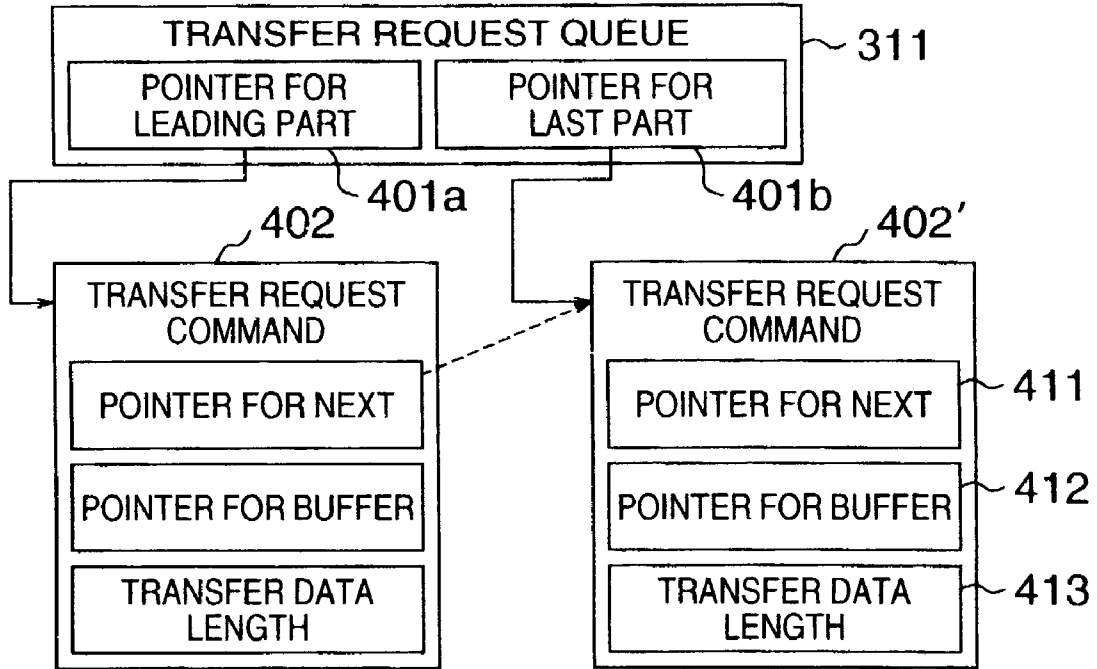 TRANSFER REQUEST QUEUE
311
POINTER FOR
LEADING PART
POINTER FOR
LAST PART
401a
401b
402
402'
TRANSFER REQUEST
COMMAND
POINTER FOR NEXT
POINTER FOR BUFFER
TRANSFER DATA
LENGTH
TRANSFER REQUEST
COMMAND
POINTER FOR NEXT
411
POINTER FOR BUFFER
412
TRANSFER DATA
LENGTH
413